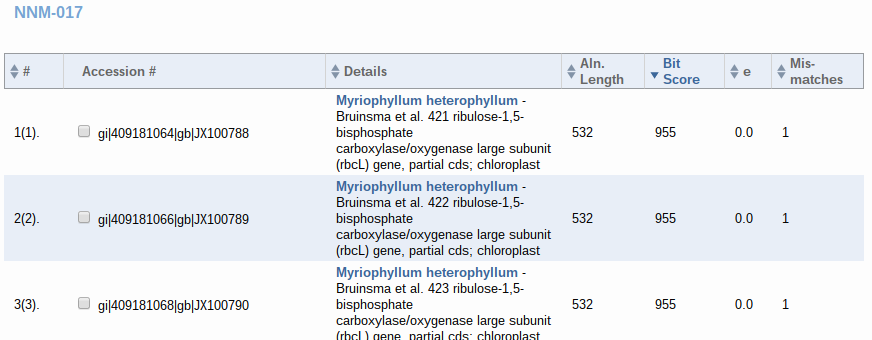 NNM-017
# Accession # Details Aln. Length Bit Score e Mis-matches
1(1). gi|409181064|gb|JX100788 Myriophyllum heterophyllum - 532 955 0.0 1
Bruinsma et al. 421 ribulose-1,5-
bisphosphate
carboxylase/oxygenase large subunit
(rbcL) gene, partial cds; chloroplast
2(2). gi|409181066|gb|JX100789 Myriophyllum heterophyllum - 532 955 0.0 1
Bruinsma et al. 422 ribulose-1,5-
bisphosphate
carboxylase/oxygenase large subunit
(rbcL) gene, partial cds; chloroplast
3(3). gi|409181068|gb|JX100790 Myriophyllum heterophyllum - 532 955 0.0 1
Bruinsma et al. 423 ribulose-1,5-
bisphosphate
carboxylase/oxygenase large subunit
(rbcL) gene, partial cds; chloroplast